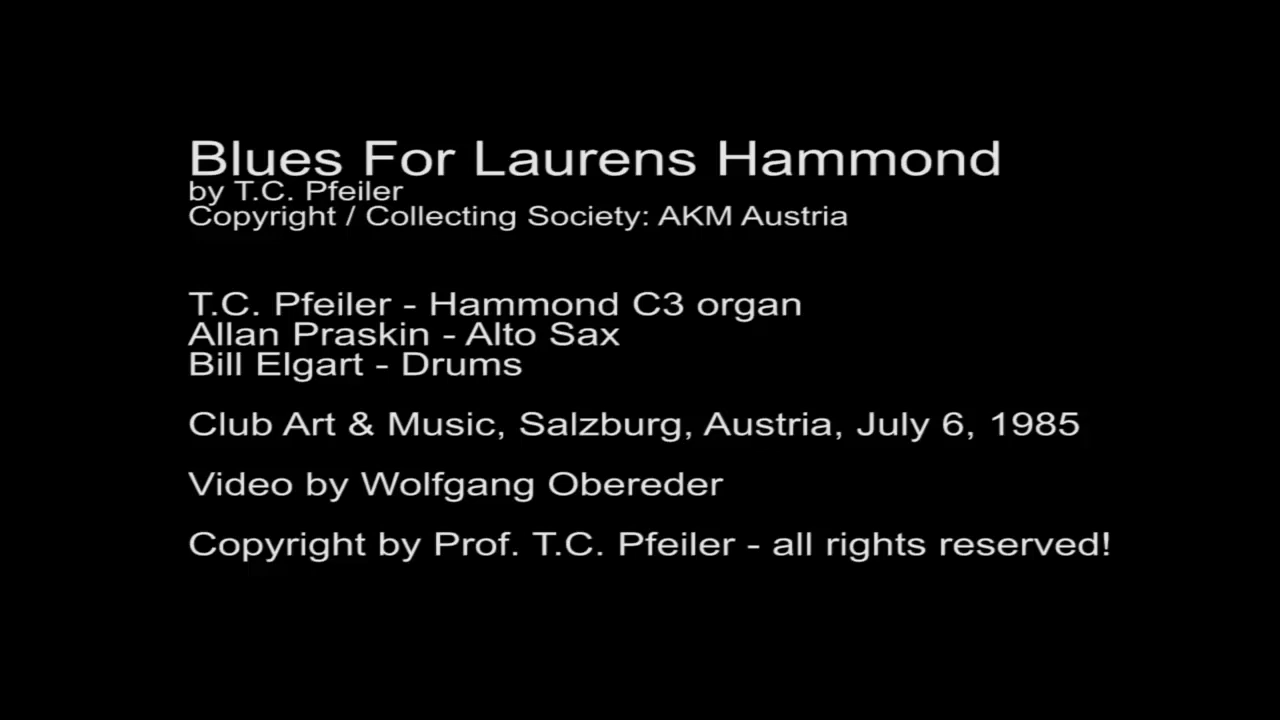 Blues For Laurens Hammond
by T.C. Pfeiler
Copyright / Collecting Society: AKM Austria
T.C. Pfeiler - Hammond C3 organ
Allan Praskin - Alto Sax
Bill Elgart - Drums
Club Art & Music, Salzburg, Austria, July 6, 1985
Video by Wolfgang Obereder
Copyright by Prof. T.C. Pfeiler - all rights reserved!